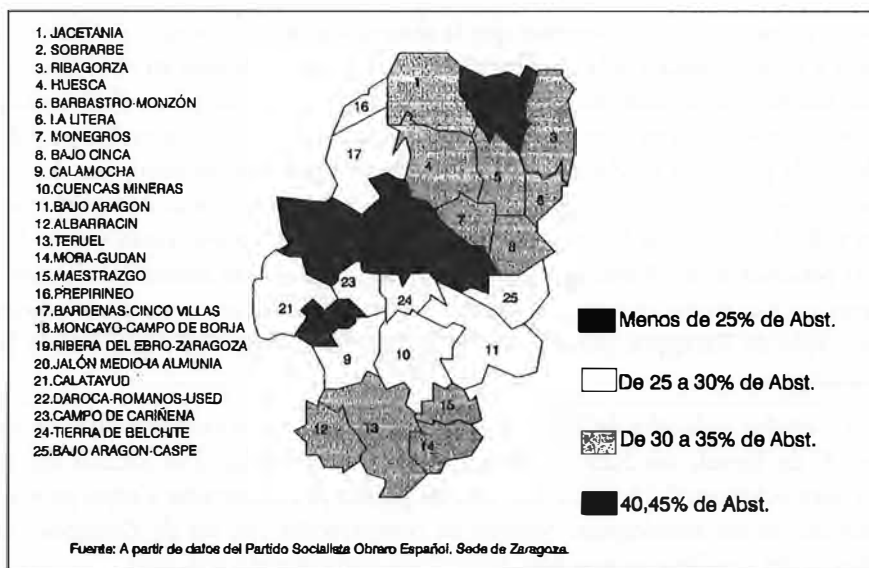 1. JACETANIA
2. SOBRARBE
3. RIBAGORZA
4. HUESCA
5. BARBASTRO-MONZÓN
6. LA LITERA
7. MONEGROS
8. BAJO CINCA
9. CALAMOCHA
10.CUENCAS MINERAS
11.BAJO ARAGON
12.ALBARRACIN
13.TERUEL
14.MORA-GUDAN
15.MAESTRAZGO
16.PREPIRINEO
17.BARDENAS-CINCO VILLAS
18.MONCAYO-CAMPO DE BORJA
19.RIBERA DEL EBRO-ZARAGOZA
20.JALÓN MEDIO-LA ALMUNIA
21.CALATAYUD
22.DAROCA-ROMANOS-USED
23.CAMPO DE CARIÑENA
24-TIERRA DE BELCHITE
25.BAJO ARAGON-CASPE
1
16
3
17
4
5
6
7
8
23
24
25
21
9
10
11
15
12
13
14
Menos de 25% de Abst.
De 25 a 30% de Abst.
De 30 a 35% de Abst.
40,45% de Abst.
Fuente: A partir de datos del Partido Socialista Obrero Español. Sede de Zaragoza.